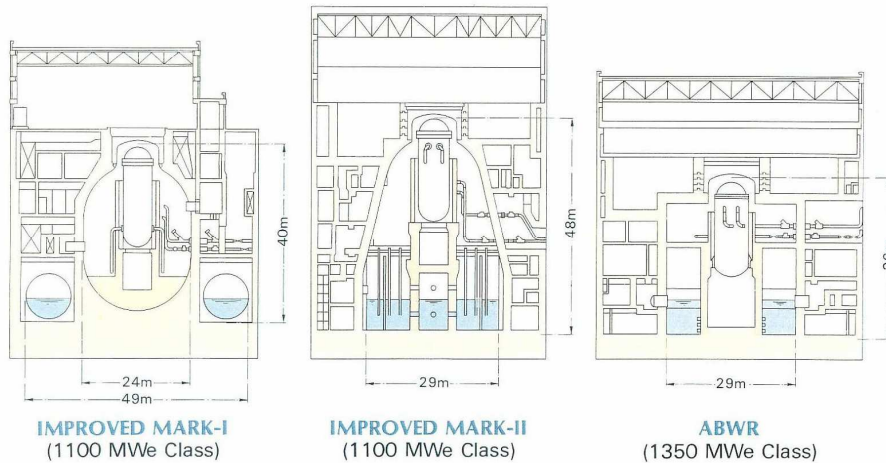 40m
24m
49m
IMPROVED MARK-I
(1100 MWe Class)
48m
29m
IMPROVED MARK-II
(1100 MWe Class)
29m
ABWR
(1350 MWe Class)